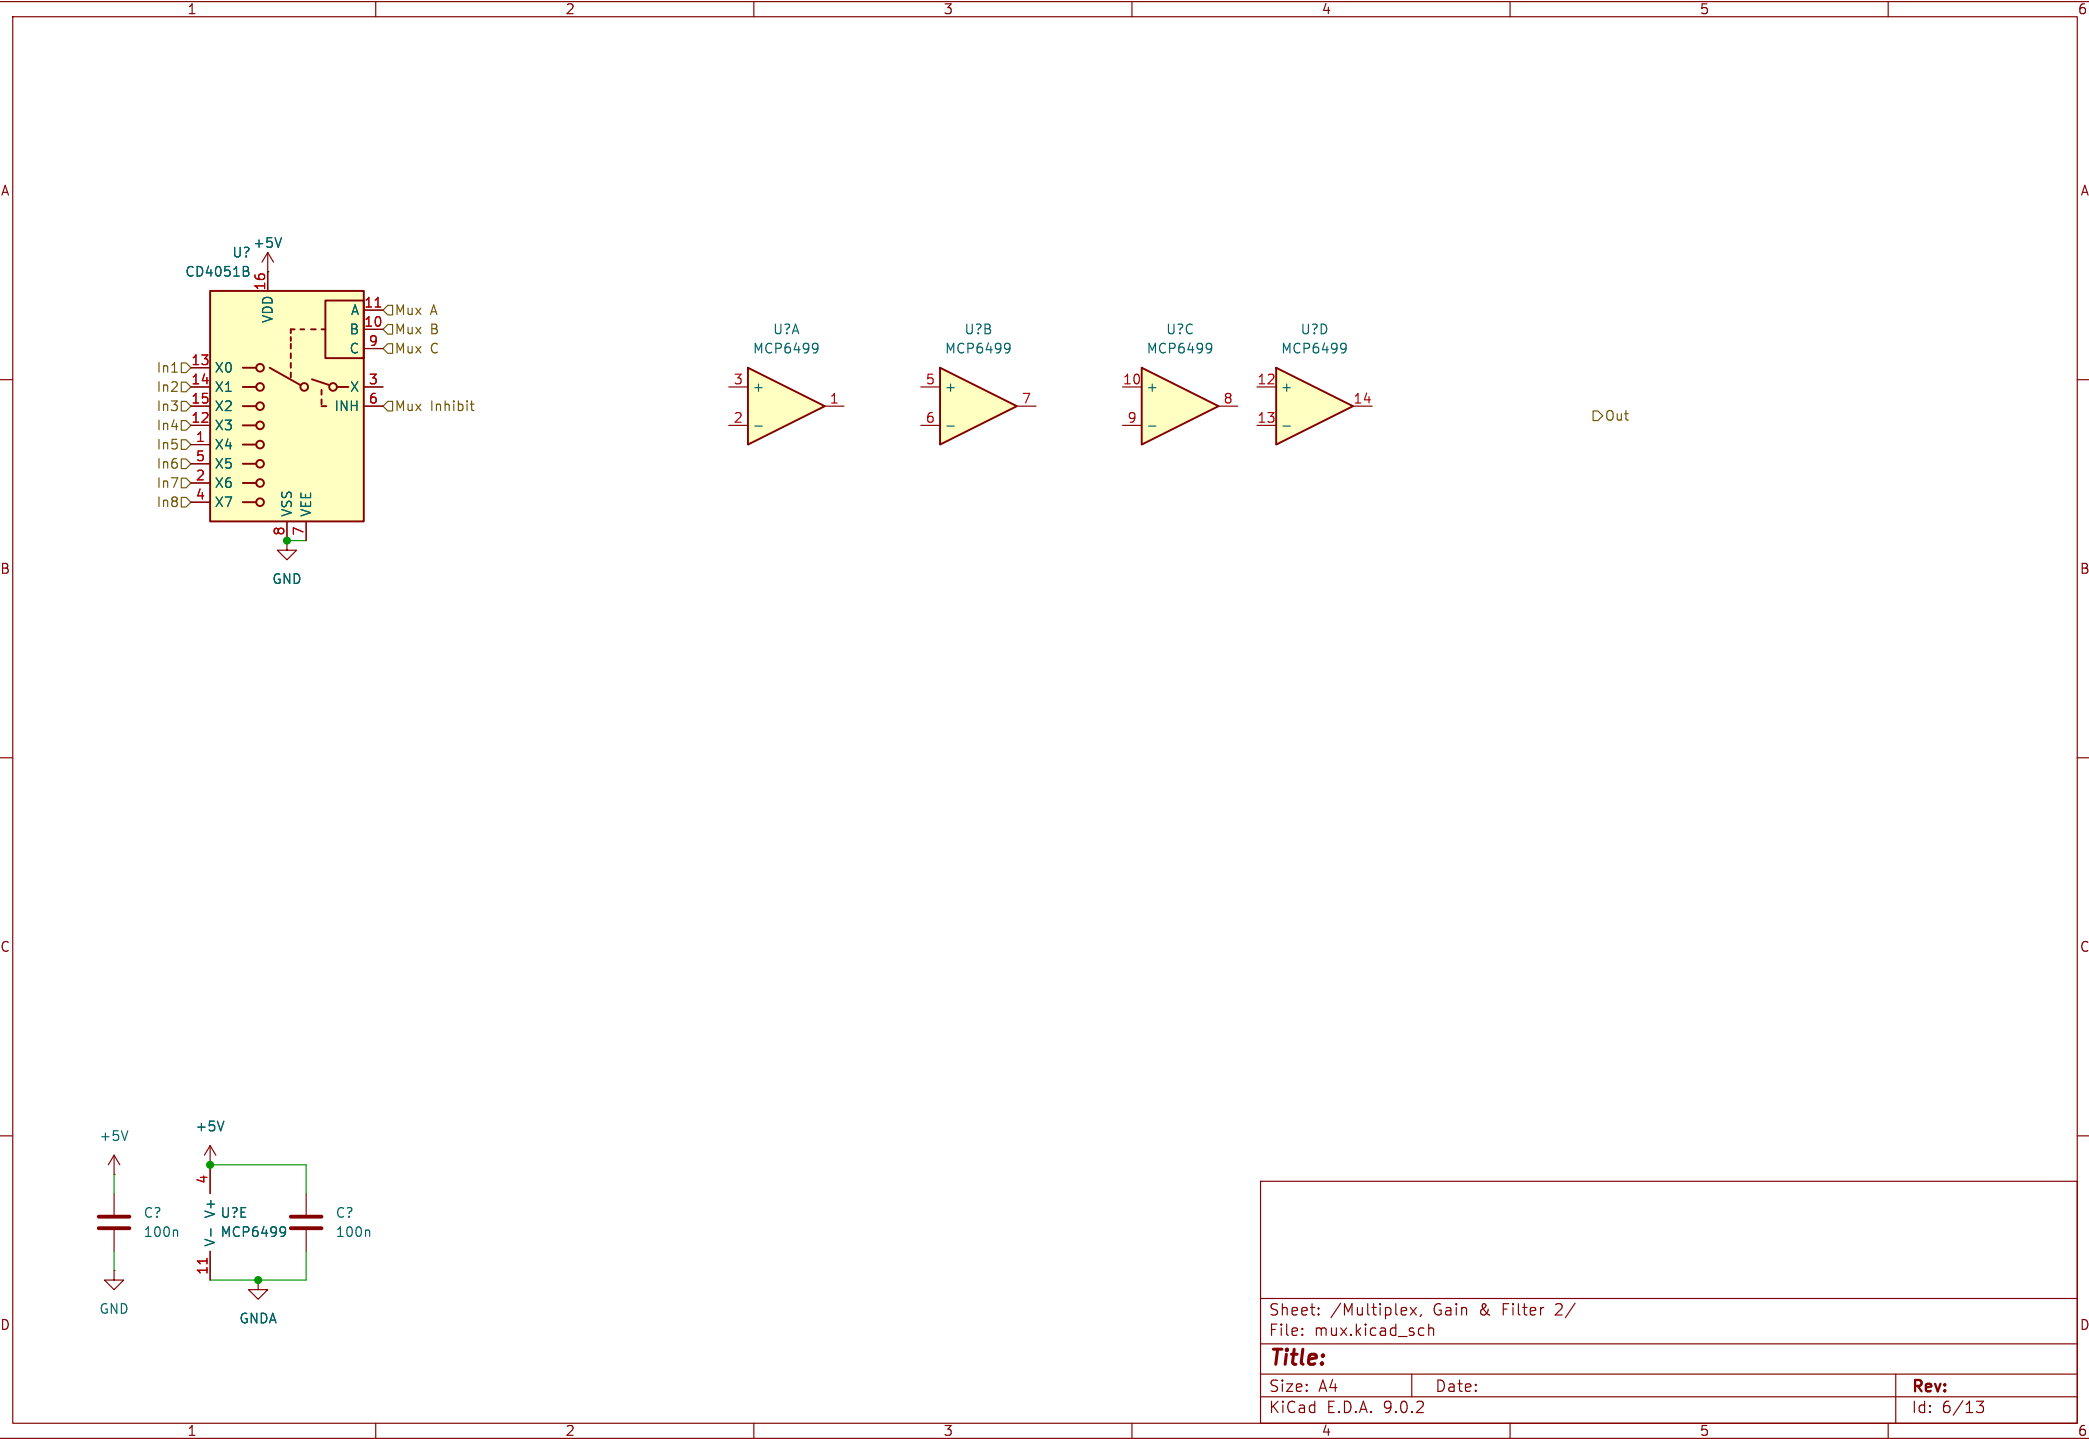 1 2 3 4 5 6
A A
U? +5V
CD4051B
16
VDD
A 11 Mux A
B 10 Mux B
C 9 Mux C
In1 13 X0
In2 14 X1 X 3
In3 15 X2 INH 6 Mux Inhibit
In4 12 X3
In5 1 X4
In6 5 X5
In7 2 X6
In8 4 X7
VSS VEE
8 7
GND
U?A
MCP6499
3 +
1
2 −
U?B
MCP6499
5 +
7
6 −
U?C
MCP6499
10 +
8
9 −
U?D
MCP6499
12 +
14
13 −
Out
B B
C C
+5V
C?
100n
GND
+5V
4
V+
U?E
MCP6499
V-
11
C?
100n
GNDA
D D
Sheet: /Multiplex, Gain & Filter 2/
File: mux.kicad_sch
Title:
Size: A4 Date: Rev:
KiCad E.D.A. 9.0.2 Id: 6/13
1 2 3 4 5 6